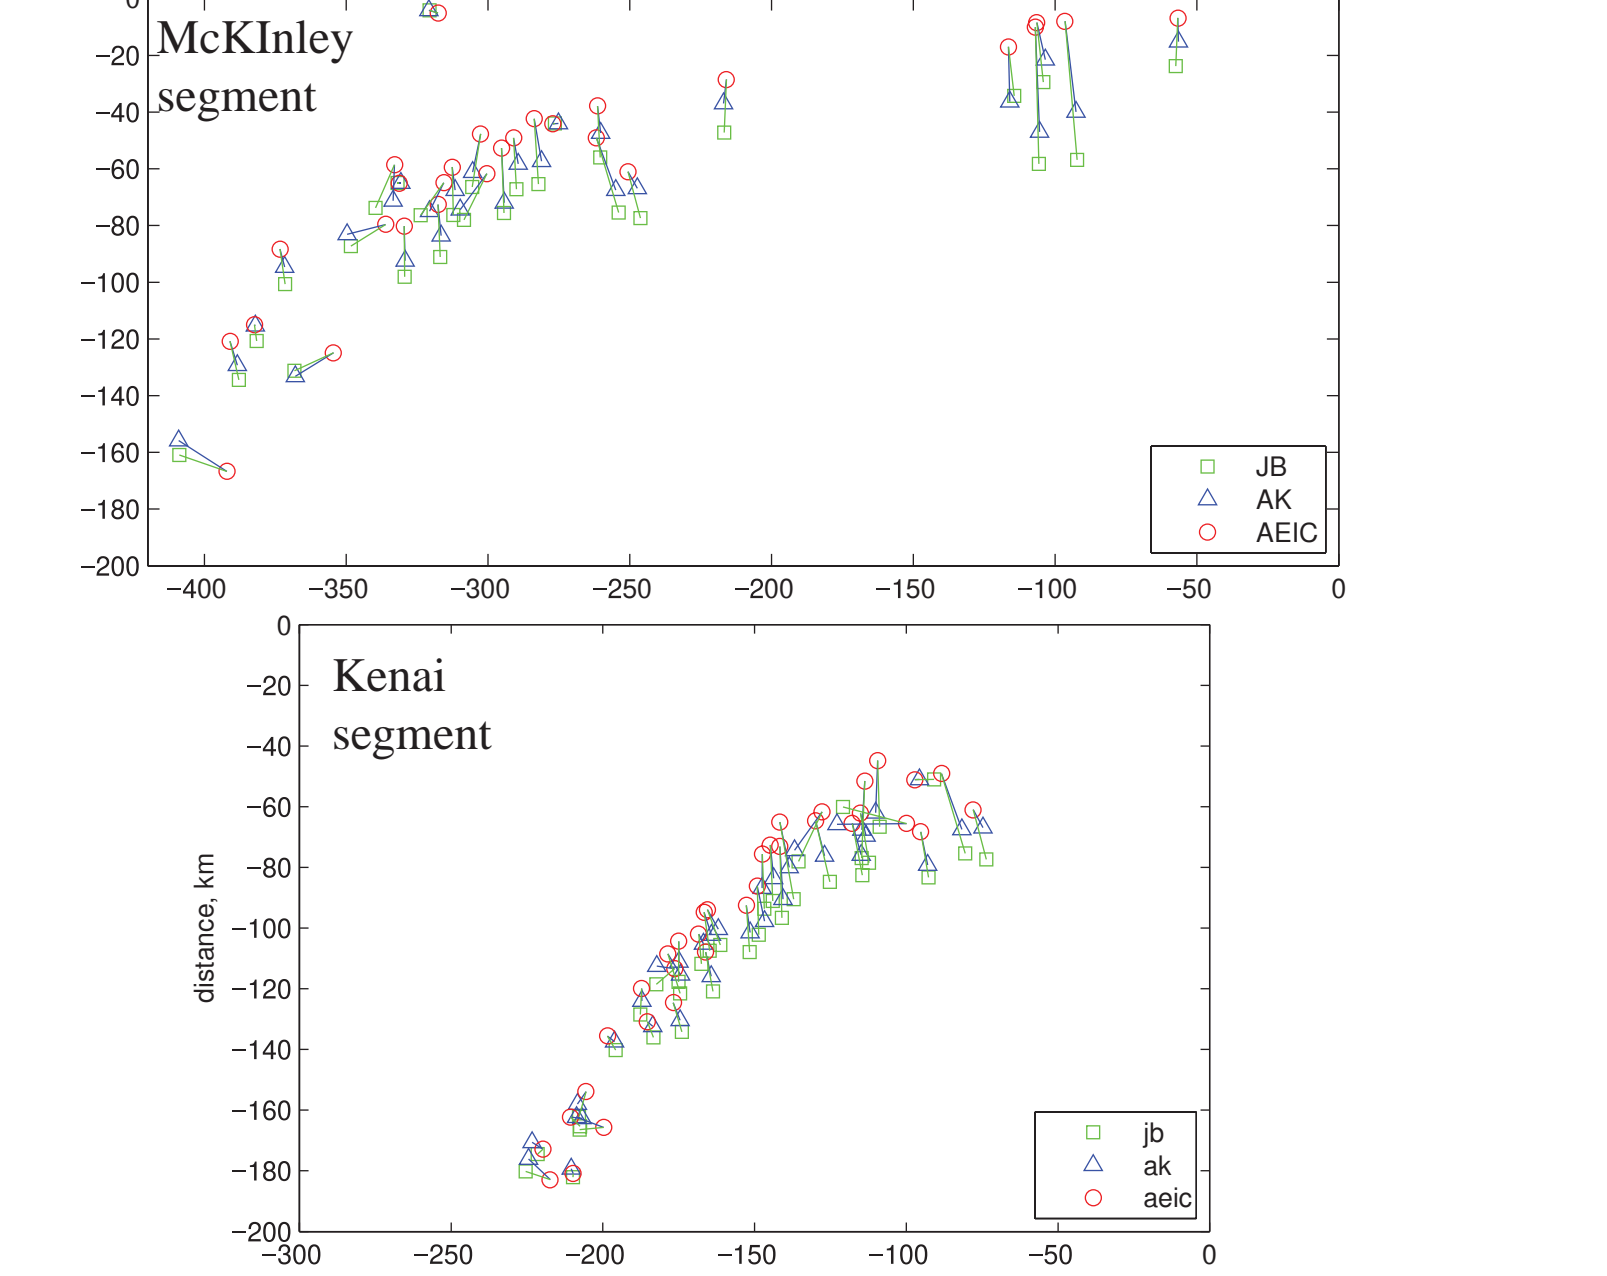 0
McKInley
segment
−20
−40
−60
−80
−100
−120
−140
−160
−180
−200
JB
AK
AEIC
−400 −350 −300 −250 −200 −150 −100 −50 0
0
Kenai
segment
−20
−40
−60
−80
−100
−120
−140
−160
−180
−200
distance, km
jb
ak
aeic
−300 −250 −200 −150 −100 −50 0